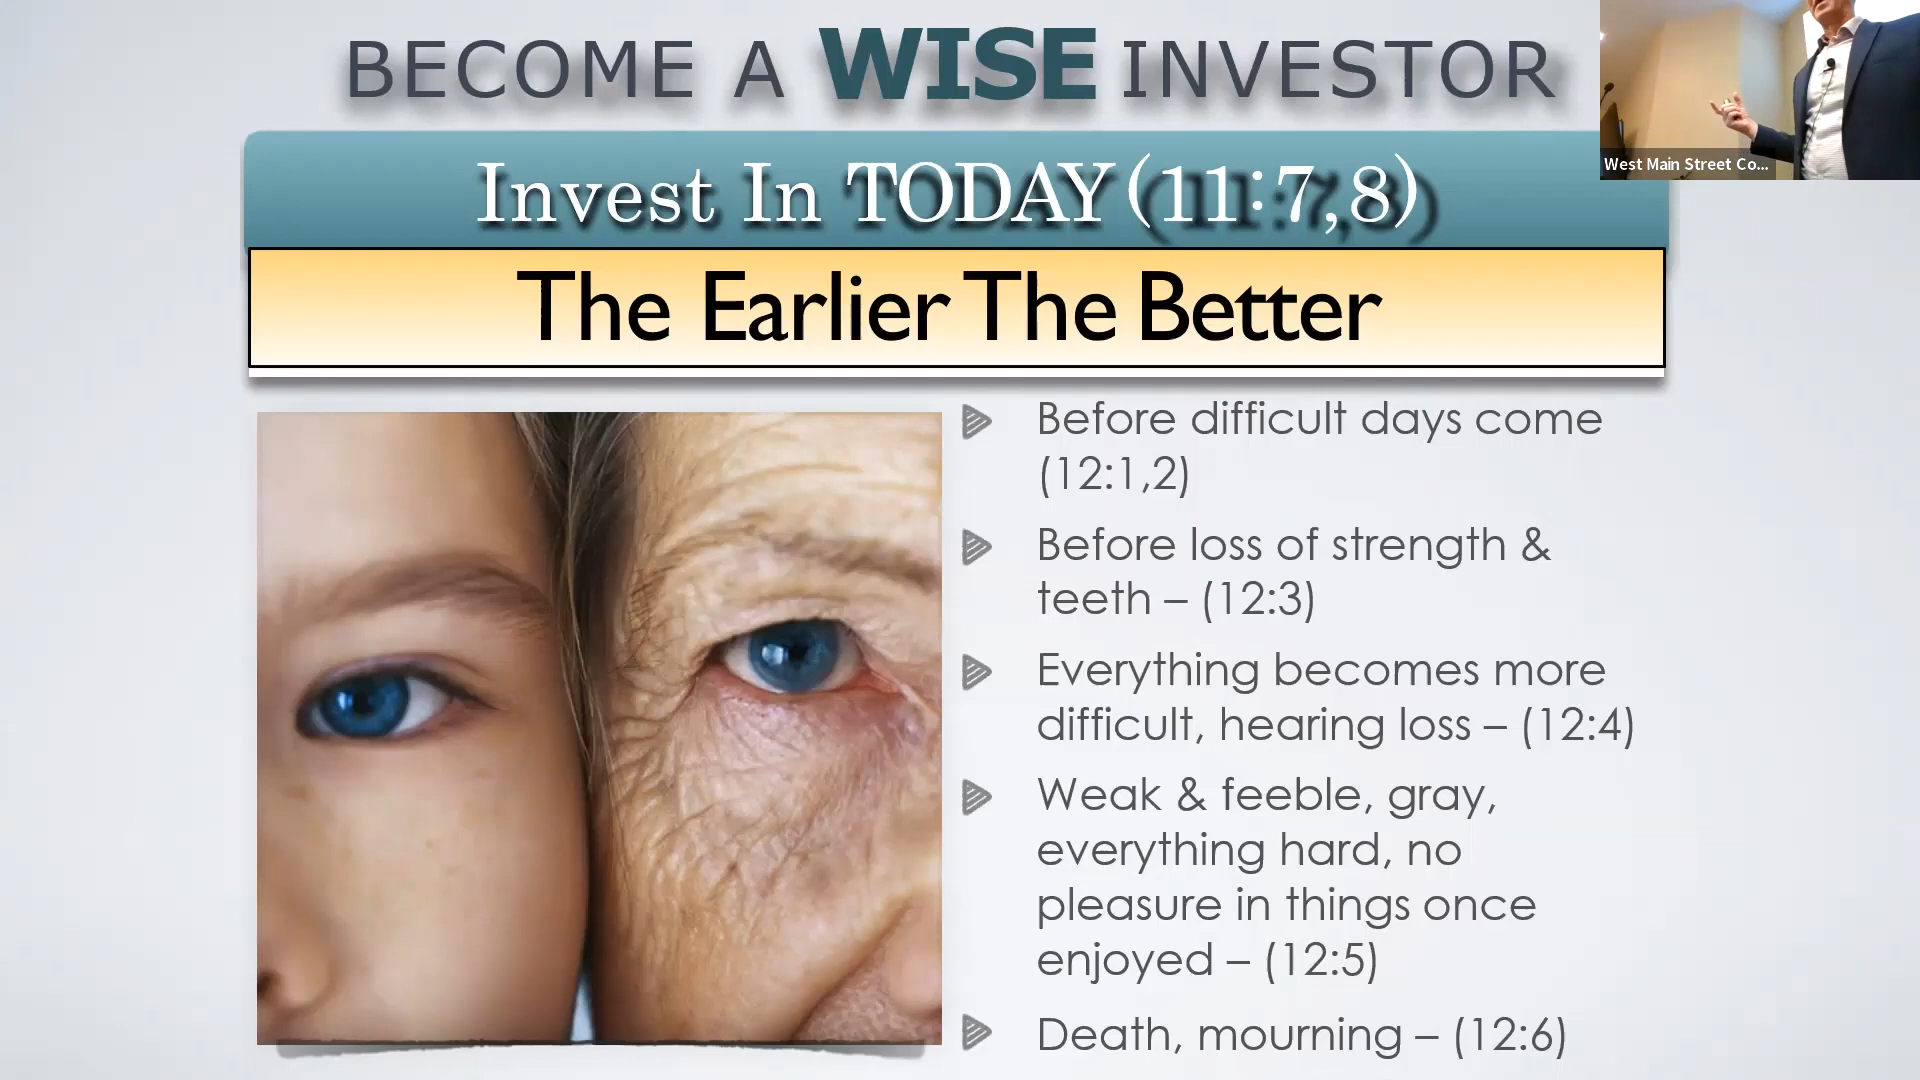 BECOME A WISE INVESTOR
West Main Street Co...
Invest In TODAY (11:7,8)
The Earlier The Better
Before difficult days come
(12:1,2)
Before loss of strength &
teeth – (12:3)
Everything becomes more
difficult, hearing loss – (12:4)
Weak & feeble, gray,
everything hard, no
pleasure in things once
enjoyed – (12:5)
Death, mourning – (12:6)